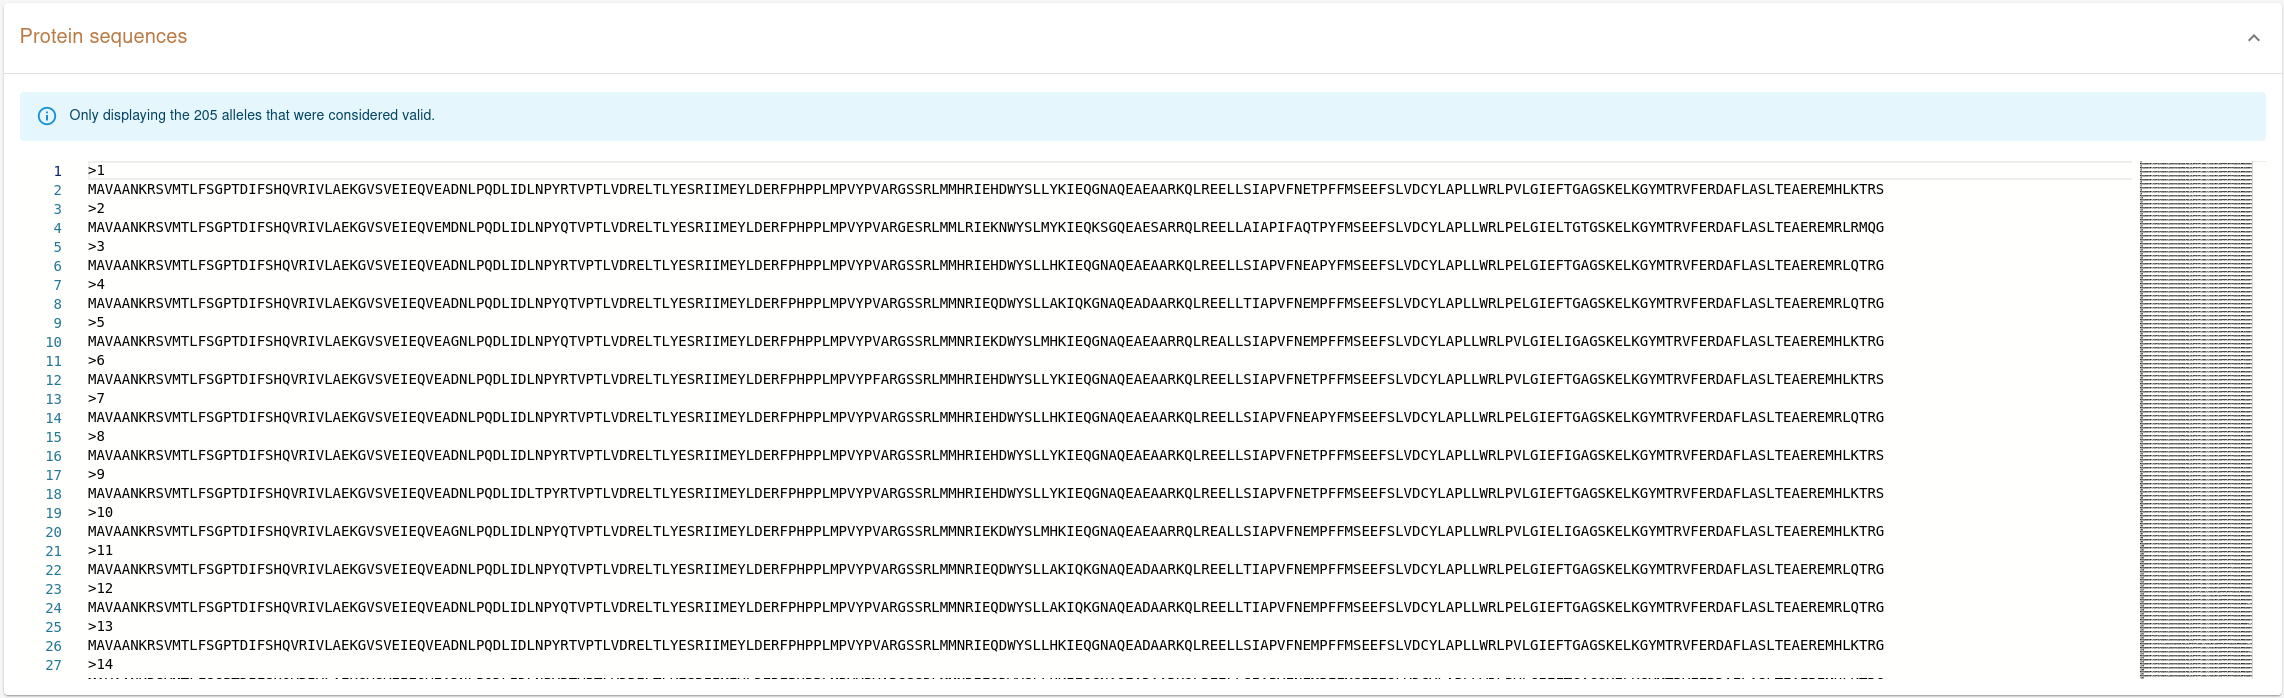 Protein sequences
Only displaying the 205 alleles that were considered valid.
1 >1
2 MAVAANKRSVMTLFSGPTDIFSHQVRIVLAEKGVSVEIEQVEADNLPQDLIDLNPYRTVPTLVDRELTLYESRIIMEYLDERFPHPPLMPVYPVARGSSRLMMHRIEHDWYSLLYKIEQGNAQEAEAARKQLREELLSIAPVFNETPFFMSEEFSLVDCYLAPLLWRLPVLGIEFTGAGSKELKGYMTRVFERDAFLASLTEAEREMHLKTRS
3 >2
4 MAVAANKRSVMTLFSGPTDIFSHQVRIVLAEKGVSVEIEQVEMDNLPQDLIDLNPYQTVPTLVDRELTLYESRIIMEYLDERFPHPPLMPVYPVARGESRLMMLRIEKNWYSLMYKIEQKSGQEAESARRQLREELLAIAPIFAQTPYFMSEEFSLVDCYLAPLLWRLPELGIELTGTGSKELKGYMTRVFERDAFLASLTEAEREMRLRMQG
5 >3
6 MAVAANKRSVMTLFSGPTDIFSHQVRIVLAEKGVSVEIEQVEADNLPQDLIDLNPYRTVPTLVDRELTLYESRIIMEYLDERFPHPPLMPVYPVARGSSRLMMHRIEHDWYSLLHKIEQGNAQEAEAARKQLREELLSIAPVFNEAPYFMSEEFSLVDCYLAPLLWRLPELGIEFTGAGSKELKGYMTRVFERDAFLASLTEAEREMRLQTRG
7 >4
8 MAVAANKRSVMTLFSGPTDIFSHQVRIVLAEKGVSVEIEQVEADNLPQDLIDLNPYQTVPTLVDRELTLYESRIIMEYLDERFPHPPLMPVYPVARGSSRLMMNRIEQDWYSLLAKIQKGNAQEADAARKQLREELLTIAPVFNEMPFFMSEEFSLVDCYLAPLLWRLPELGIEFTGAGSKELKGYMTRVFERDAFLASLTEAEREMRLQTRG
9 >5
10 MAVAANKRSVMTLFSGPTDIFSHQVRIVLAEKGVSVEIEQVEAGNLPQDLIDLNPYQTVPTLVDRELTLYESRIIMEYLDERFPHPPLMPVYPVARGSSRLMMNRIEKDWYSLMHKIEQGNAQEAEAARRQLREALLSIAPVFNEMPFFMSEEFSLVDCYLAPLLWRLPVLGIELIGAGSKELKGYMTRVFERDAFLASLTEAEREMHLKTRG
11 >6
12 MAVAANKRSVMTLFSGPTDIFSHQVRIVLAEKGVSVEIEQVEADNLPQDLIDLNPYRTVPTLVDRELTLYESRIIMEYLDERFPHPPLMPVYPFARGSSRLMMHRIEHDWYSLLYKIEQGNAQEAEAARKQLREELLSIAPVFNETPFFMSEEFSLVDCYLAPLLWRLPVLGIEFTGAGSKELKGYMTRVFERDAFLASLTEAEREMHLKTRS
13 >7
14 MAVAANKRSVMTLFSGPTDIFSHQVRIVLAEKGVSVEIEQVEADNLPQDLIDLNPYRTVPTLVDRELTLYESRIIMEYLDERFPHPPLMPVYPVARGSSRLMMHRIEHDWYSLLHKIEQGNAQEAEAARKQLREELLSIAPVFNEAPYFMSEEFSLVDCYLAPLLWRLPELGIEFTGAGSKELKGYMTRVFERDAFLASLTEAEREMRLQTRG
15 >8
16 MAVAANKRSVMTLFSGPTDIFSHQVRIVLAEKGVSVEIEQVEADNLPQDLIDLNPYRTVPTLVDRELTLYESRIIMEYLDERFPHPPLMPVYPVARGSSRLMMHRIEHDWYSLLYKIEQGNAQEAEAARKQLREELLSIAPVFNETPFFMSEEFSLVDCYLAPLLWRLPVLGIEFIGAGSKELKGYMTRVFERDAFLASLTEAEREMHLKTRS
17 >9
18 MAVAANKRSVMTLFSGPTDIFSHQVRIVLAEKGVSVEIEQVEADNLPQDLIDLTPYRTVPTLVDRELTLYESRIIMEYLDERFPHPPLMPVYPVARGSSRLMMHRIEHDWYSLLYKIEQGNAQEAEAARKQLREELLSIAPVFNETPFFMSEEFSLVDCYLAPLLWRLPVLGIEFTGAGSKELKGYMTRVFERDAFLASLTEAEREMHLKTRS
19 >10
20 MAVAANKRSVMTLFSGPTDIFSHQVRIVLAEKGVSVEIEQVEAGNLPQDLIDLNPYQTVPTLVDRELTLYESRIIMEYLDERFPHPPLMPVYPVARGSSRLMMNRIEKDWYSLMHKIEQGNAQEAEAARRQLREALLSIAPVFNEMPFFMSEEFSLVDCYLAPLLWRLPVLGIELIGAGSKELKGYMTRVFERDAFLASLTEAEREMHLKTRG
21 >11
22 MAVAANKRSVMTLFSGPTDIFSHQVRIVLAEKGVSVEIEQVEADNLPQDLIDLNPYQTVPTLVDRELTLYESRIIMEYLDERFPHPPLMPVYPVARGSSRLMMNRIEQDWYSLLAKIQKGNAQEADAARKQLREELLTIAPVFNEMPFFMSEEFSLVDCYLAPLLWRLPELGIEFTGAGSKELKGYMTRVFERDAFLASLTEAEREMRLQTRG
23 >12
24 MAVAANKRSVMTLFSGPTDIFSHQVRIVLAEKGVSVEIEQVEADNLPQDLIDLNPYQTVPTLVDRELTLYESRIIMEYLDERFPHPPLMPVYPVARGSSRLMMNRIEQDWYSLLAKIQKGNAQEADAARKQLREELLTIAPVFNEMPFFMSEEFSLVDCYLAPLLWRLPELGIEFTGAGSKELKGYMTRVFERDAFLASLTEAEREMRLQTRG
25 >13
26 MAVAANKRSVMTLFSGPTDIFSHQVRIVLAEKGVSVEIEQVEADNLPQDLIDLNPYRTVPTLVDRELTLYESRIIMEYLDERFPHPPLMPVYPVARGSSRLMMNRIEQDWYSLLHKIEQGNAQEADAARKQLREELLSIAPVFNEMPFFMSEEFSLVDCYLAPLLWRLPVLGIEFTGAGSKELKGYMTRVFERDAFLASLTEAEREMHLKTRG
27 >14